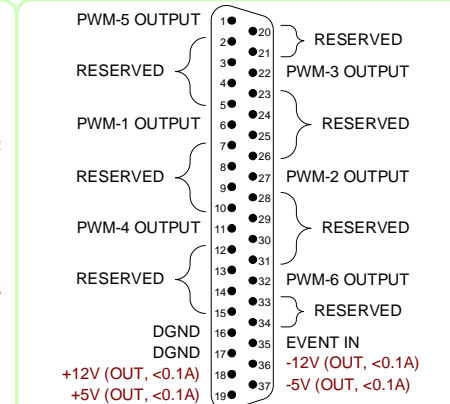 PWM-5 OUTPUT 1
20
RESERVED
2
21
3
22 PWM-3 OUTPUT
RESERVED
4
23
5
24
PWM-1 OUTPUT 6
25
RESERVED
7
26
8
27 PWM-2 OUTPUT
RESERVED
9
28
10
29
PWM-4 OUTPUT 11
30
RESERVED
12
31
13
32 PWM-6 OUTPUT
RESERVED
14
33
RESERVED
15
34
DGND 16
35 EVENT IN
DGND 17
36 -12V (OUT, <0.1A)
+12V (OUT, <0.1A) 18
37 -5V (OUT, <0.1A)
+5V (OUT, <0.1A) 19